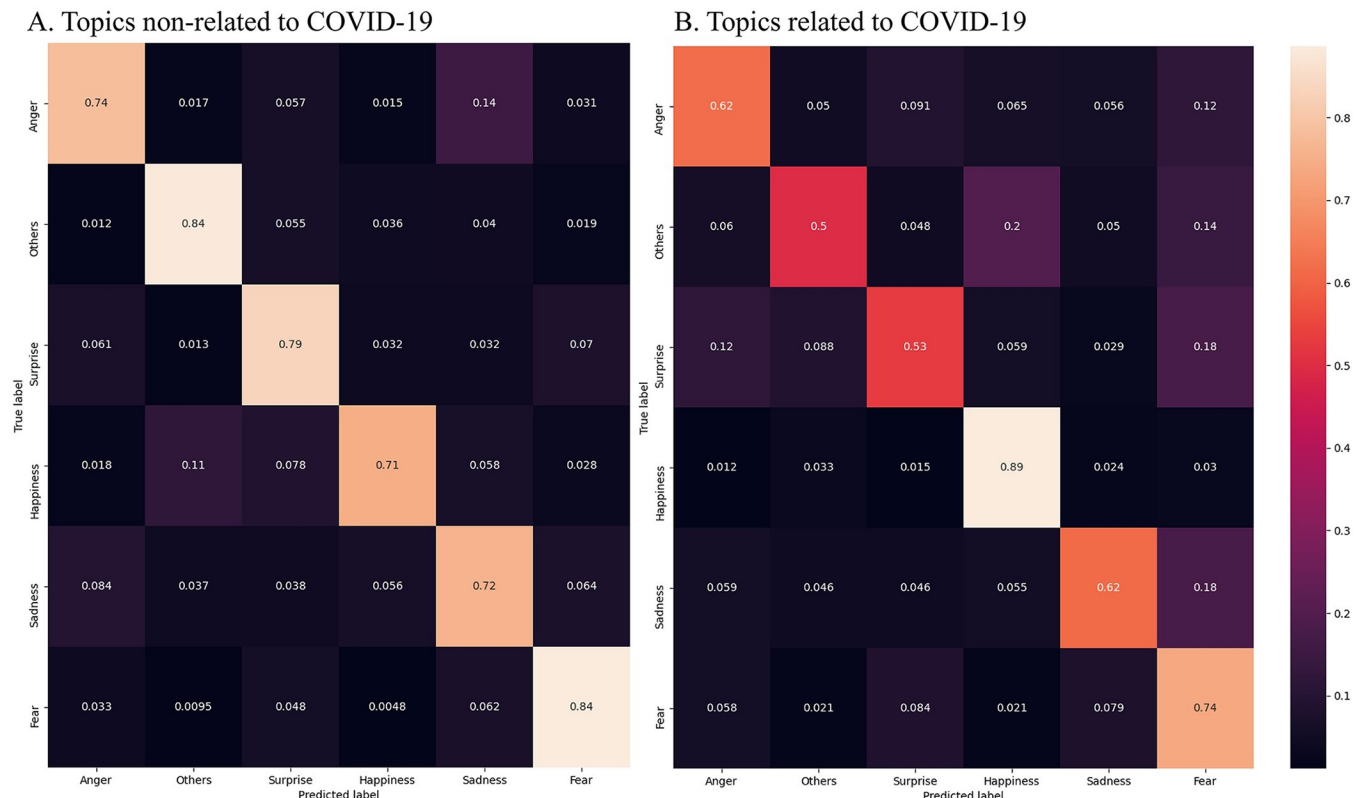 A. Topics non-related to COVID-19
B. Topics related to COVID-19
True label
Anger
0.74 0.017 0.057 0.015 0.14 0.031
Others
0.012 0.84 0.055 0.036 0.04 0.019
Surprise
0.061 0.013 0.79 0.032 0.032 0.07
Happiness
0.018 0.11 0.078 0.71 0.058 0.028
Sadness
0.084 0.037 0.038 0.056 0.72 0.064
Fear
0.033 0.0095 0.048 0.0048 0.062 0.84
Anger Others Surprise Happiness Sadness Fear
Predicted label
True label
Anger
0.62 0.05 0.091 0.065 0.056 0.12
Others
0.06 0.5 0.048 0.2 0.05 0.14
Surprise
0.12 0.088 0.53 0.059 0.029 0.18
Happiness
0.012 0.033 0.015 0.89 0.024 0.03
Sadness
0.059 0.046 0.046 0.055 0.62 0.18
Fear
0.058 0.021 0.084 0.021 0.079 0.74
Anger Others Surprise Happiness Sadness Fear
Predicted label
0.8
0.7
0.6
0.5
0.4
0.3
0.2
0.1